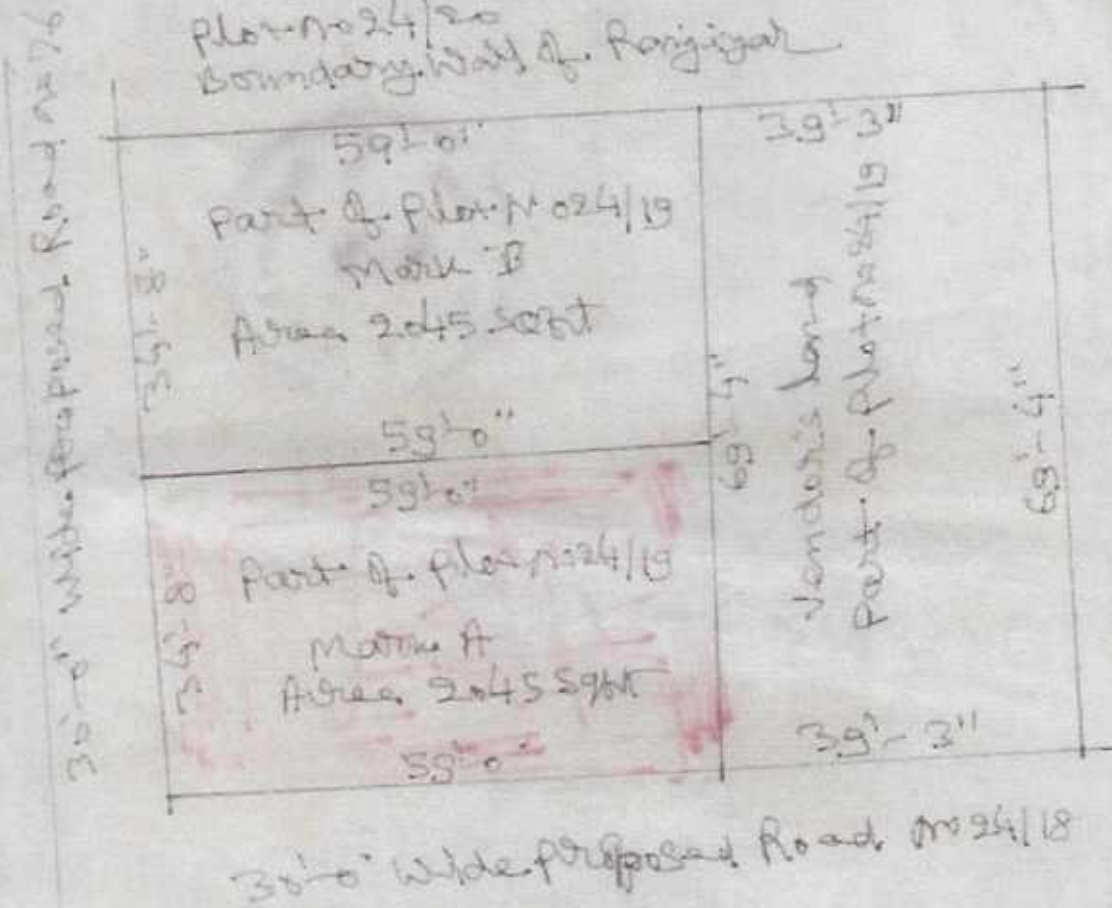 Plot no 24/20
Boundary Wall of
30'-0" Wide Proposed Road no 76
59'-0"
39'-3"
Part of Plot No 24/19
Mark B
Area 2045 Sqft
34'-8"
59'-0"
69'-4"
Vendor's land
Part of Plot no 24/19
69'-4"
59'-0"
Part of Plot no 24/19
Mark A
Area 2045 Sqft
34'-8
59'-0
39'-3"
30'-0" Wide Proposed Road no 24/18